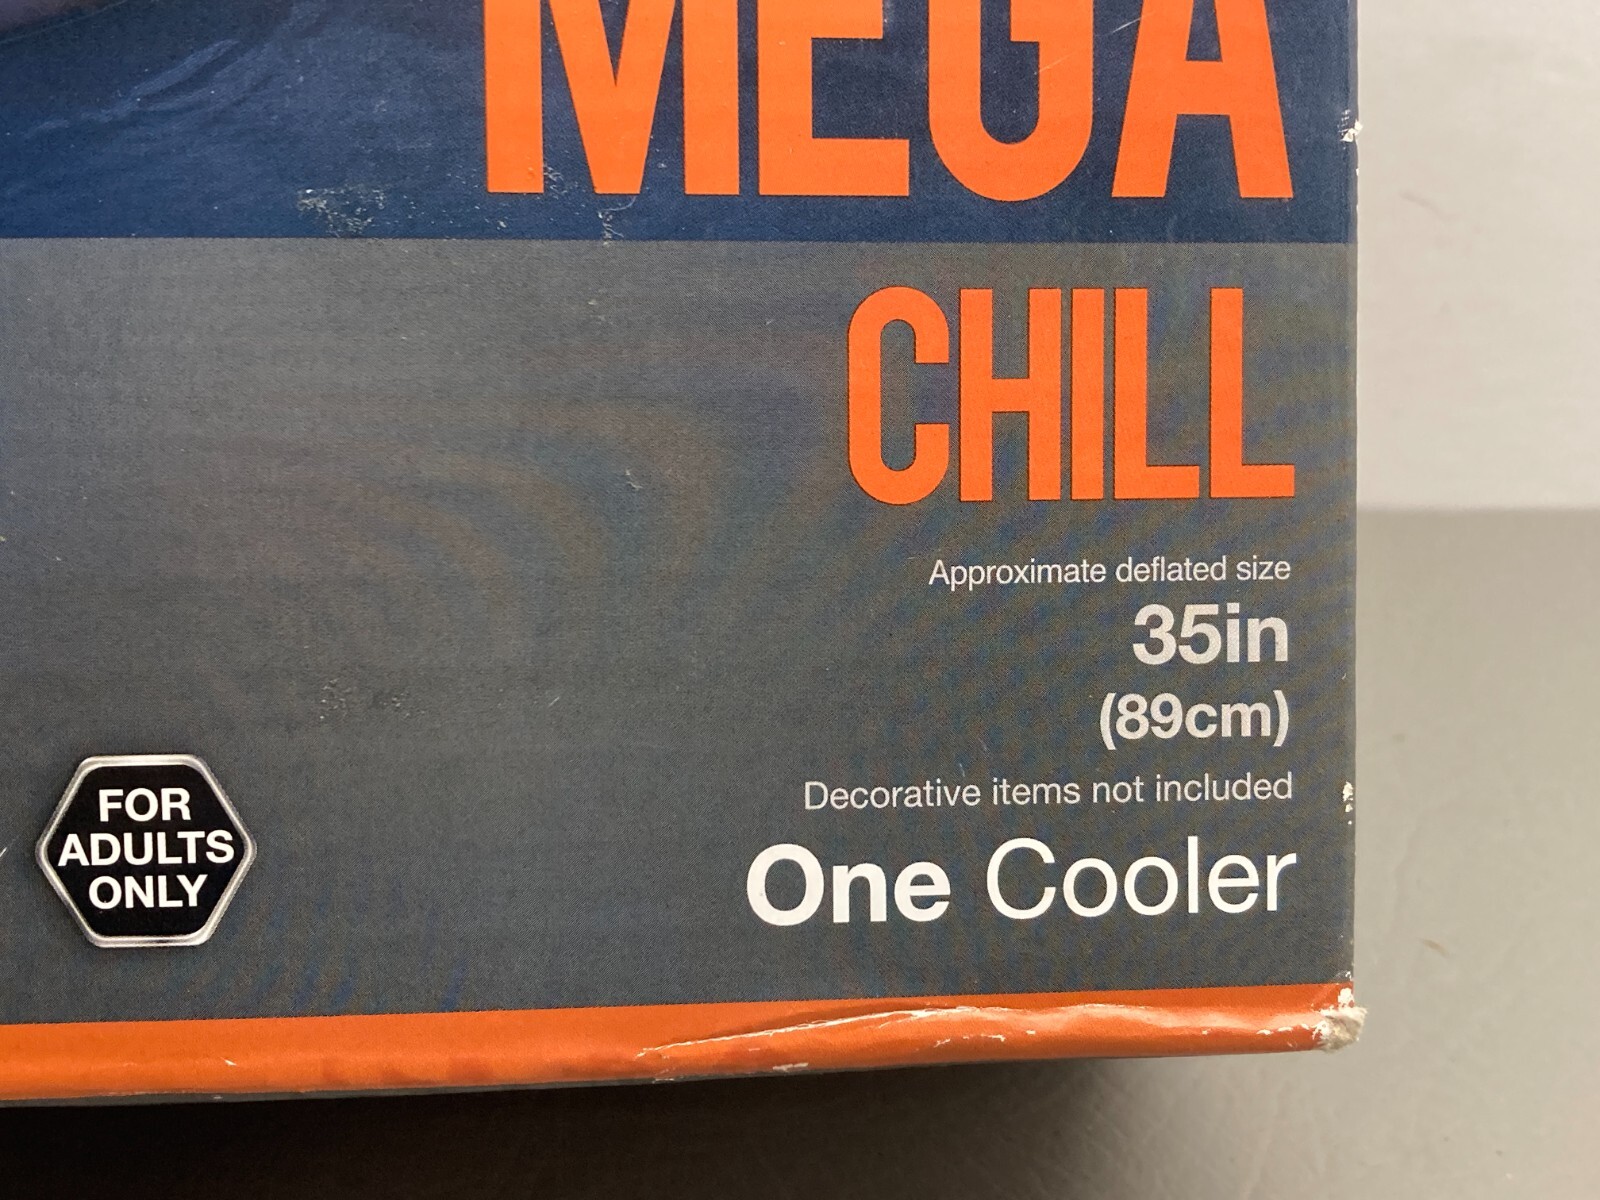 MEGA
CHILL
Approximate deflated size
35in
(89cm)
Decorative items not included
One Cooler
FOR
ADULTS
ONLY